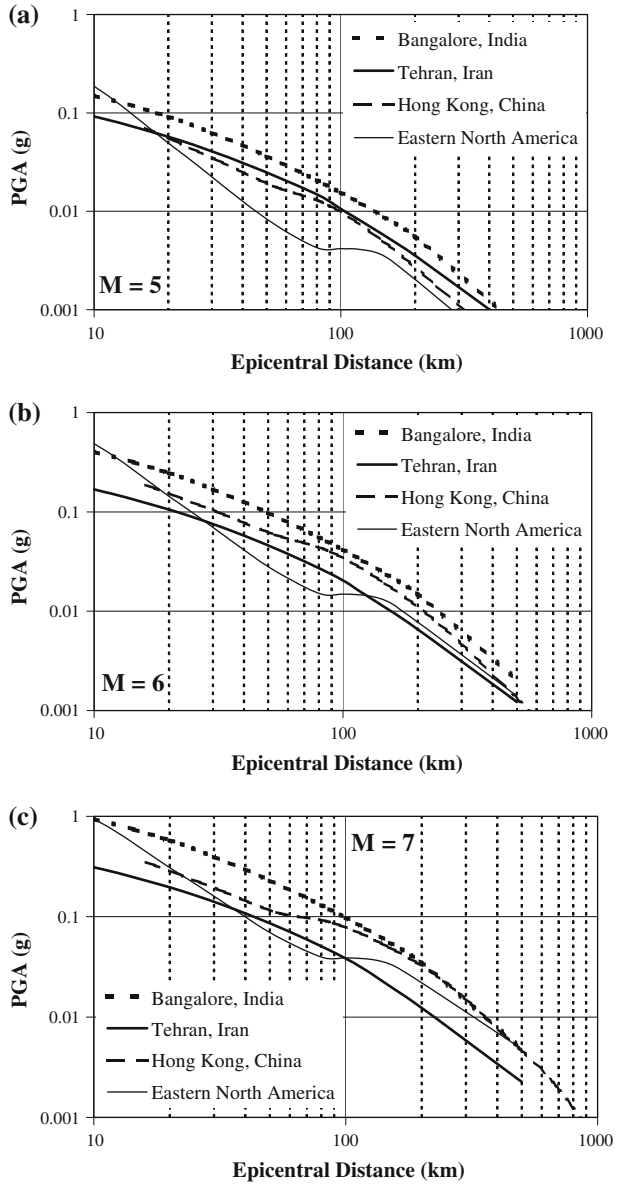 (a)
1
Bangalore, India
Tehran, Iran
Hong Kong, China
Eastern North America
0.1
PGA (g)
0.01
M = 5
0.001
10 100 1000
Epicentral Distance (km)
(b)
1
Bangalore, India
Tehran, Iran
Hong Kong, China
Eastern North America
0.1
PGA (g)
0.01
M = 6
0.001
10 100 1000
Epicentral Distance (km)
(c)
1
M = 7
0.1
PGA (g)
0.01
Bangalore, India
Tehran, Iran
Hong Kong, China
Eastern North America
0.001
10 100 1000
Epicentral Distance (km)